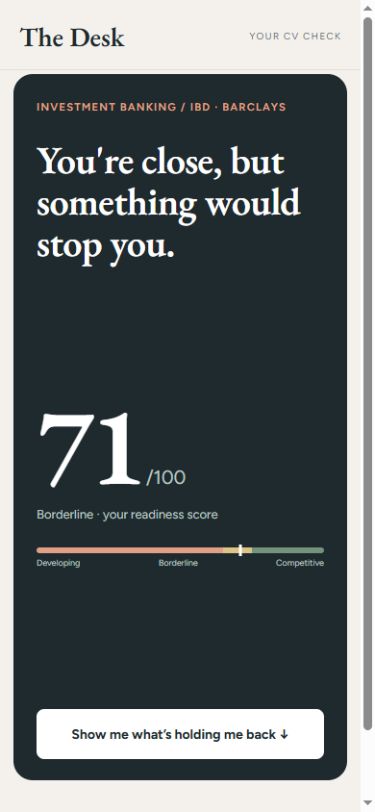 The Desk
YOUR CV CHECK
INVESTMENT BANKING / IBD · BARCLAYS
You're close, but
something would
stop you.
71/100
Borderline · your readiness score
Developing
Borderline
Competitive
Show me what's holding me back ↓